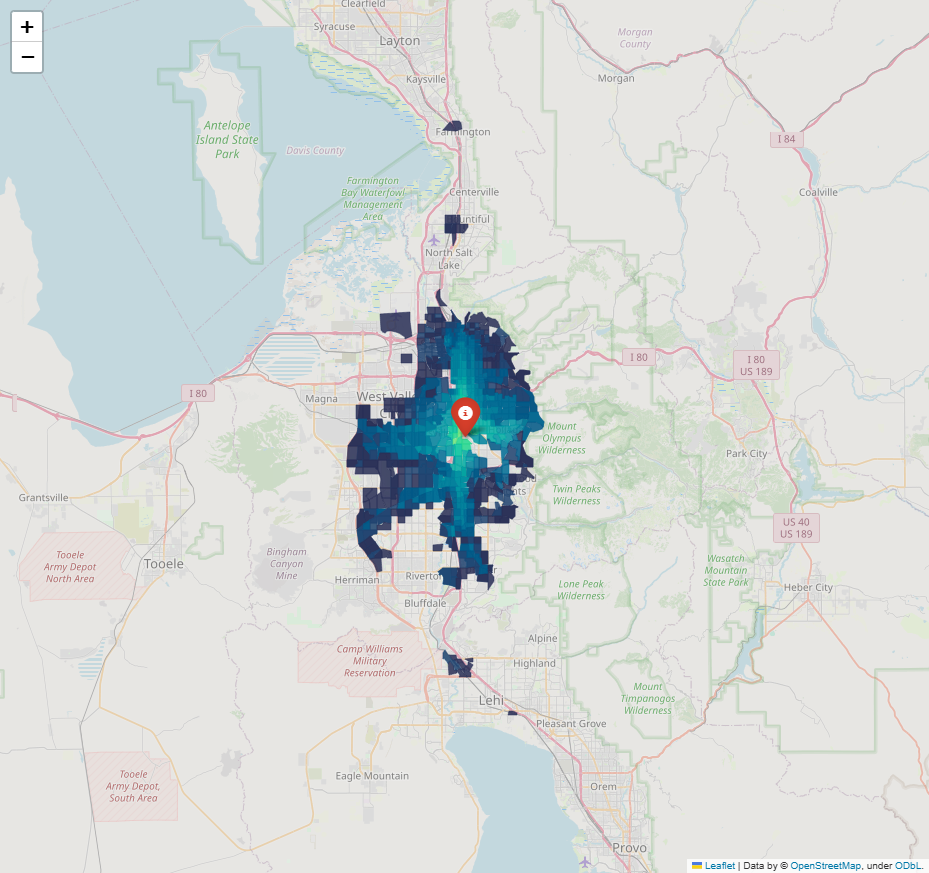 +
−
Clearfield
Syracuse
Layton
Morgan
County
Kaysville
Morgan
Antelope
Island State
Park
Farmington
I 84
Davis County
Farmington
Bay Waterfowl
Management
Area
Centerville
Coalville
untiful
North Salt
Lake
I 80
I 80
US 189
I 80
Magna
West Vall
Mount
Olympus
Wilderness
Park City
Grantsville
Twin Peaks
Wilderness
US 40
US 189
Tooele
Army Depot
North Area
Tooele
Bingham
Canyon
Mine
Herriman
Riverto
Wasatch
Mountain
State Park
Lone Peak
Wilderness
Heber City
Bluffdale
Alpine
Camp Williams
Military
Reservation
Highland
Lehi
Mount
Timpanogos
Wilderness
Pleasant Grove
Tooele
Army Depot,
South Area
Eagle Mountain
Orem
Provo
Leaflet | Data by © OpenStreetMap, under ODbL.